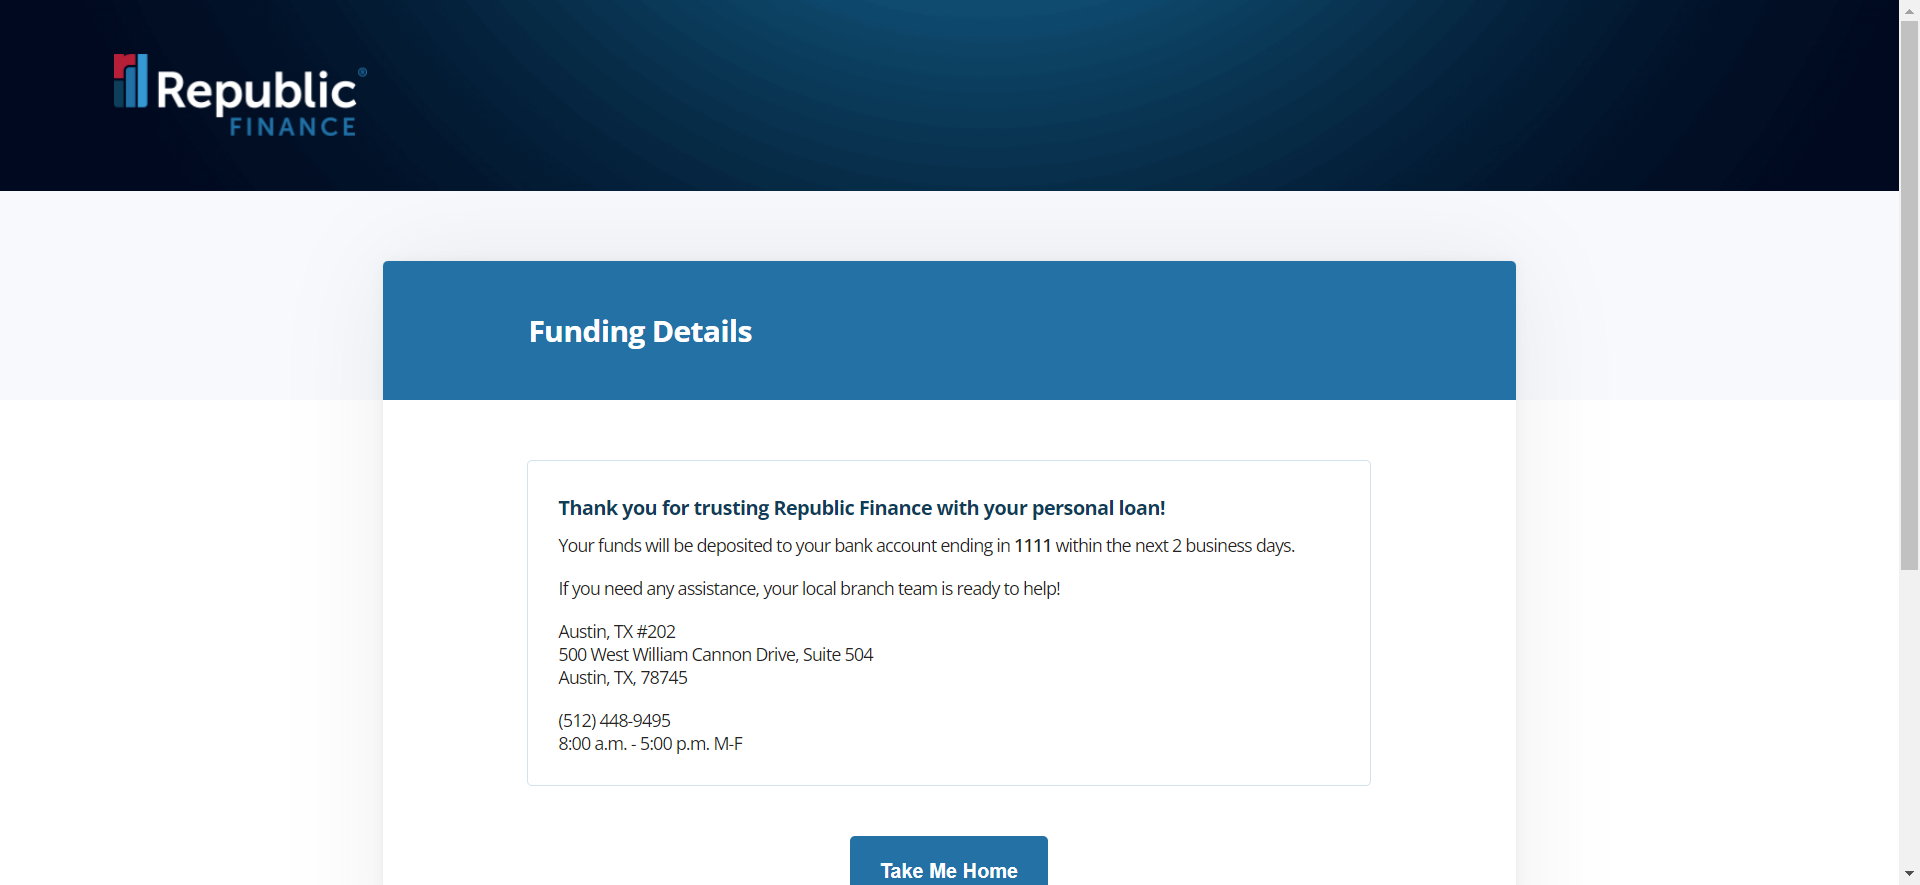 Republic®
FINANCE
Funding Details
Thank you for trusting Republic Finance with your personal loan!
Your funds will be deposited to your bank account ending in 1111 within the next 2 business days.
If you need any assistance, your local branch team is ready to help!
Austin, TX #202
500 West William Cannon Drive, Suite 504
Austin, TX, 78745
(512) 448-9495
8:00 a.m. - 5:00 p.m. M-F
Take Me Home